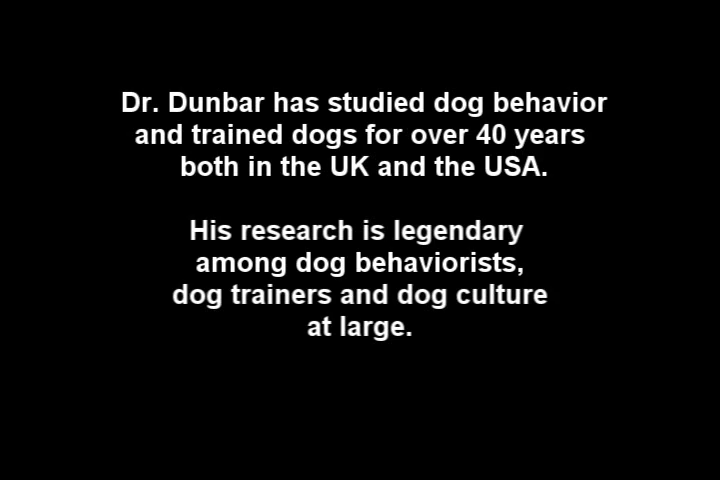 Dr. Dunbar has studied dog behavior
and trained dogs for over 40 years
both in the UK and the USA.
His research is legendary
among dog behaviorists,
dog trainers and dog culture
at large.